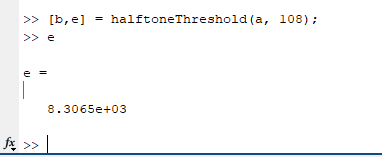 >> [b,e] = halftoneThreshold(a, 108);
>> e
e =
8.3065e+03
fx >>